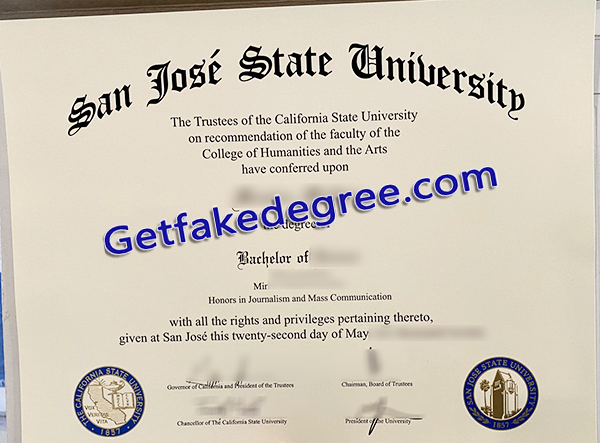 San José State University
The Trustees of the California State University
on recommendation of the faculty of the
College of Humanities and the Arts
have conferred upon
Getfakedegree.com
the degree
Bachelor of
Honors in Journalism and Mass Communication
with all the rights and privileges pertaining thereto,
given at San José this twenty-second day of May
Governor of California and President of the Trustees
Chairman, Board of Trustees
Chancellor of The California State University
President of the University
THE CALIFORNIA STATE UNIVERSITY
VOX
VERITAS
VITA
1857
SAN JOSE STATE UNIVERSITY
1857